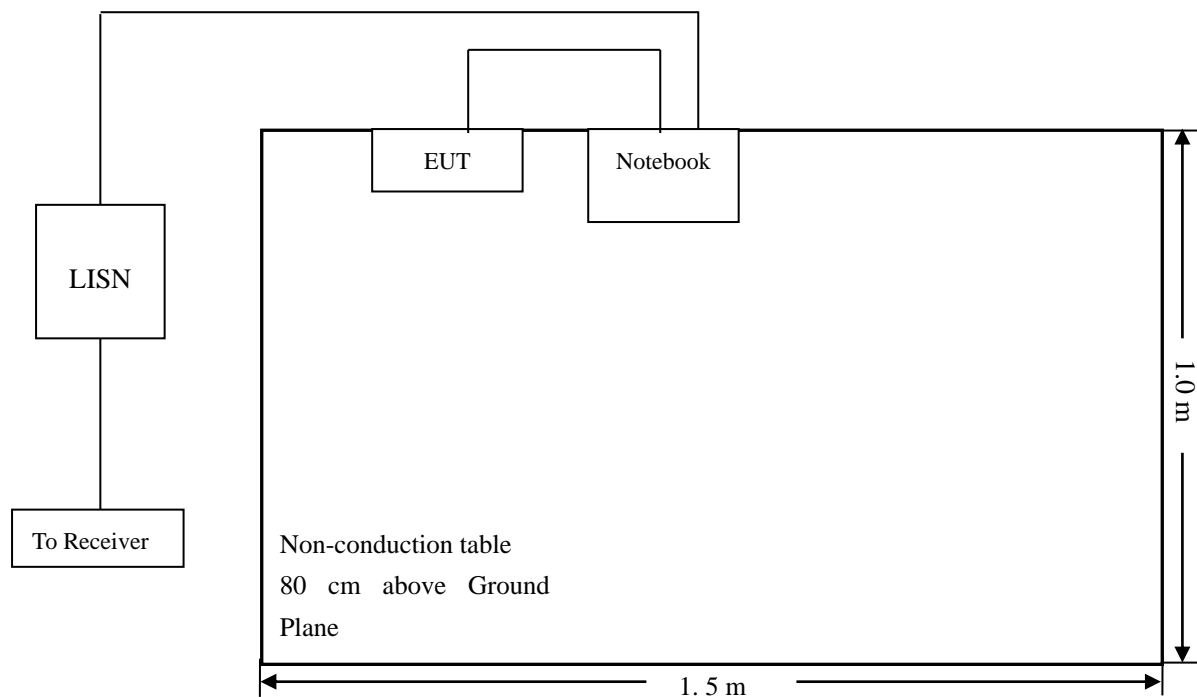 EUT
Notebook
LISN
1.0 m
To Receiver
Non-conduction table
80 cm above Ground
Plane
1. 5 m